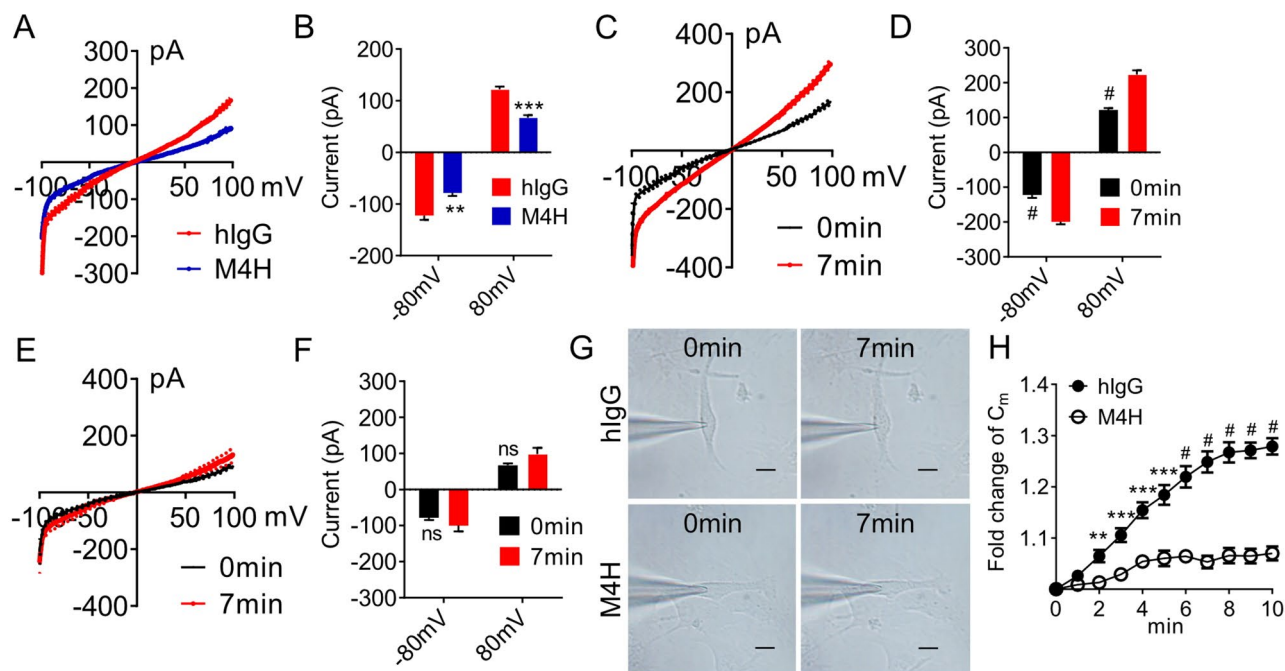 A
pA
300
200
100
-100
-50
50
100 mV
-100
-200
-300
hIgG
M4H
B
Current (pA)
200
100
0
-100
-200
***
**
hIgG
M4H
-80mV
80mV
C
pA
400
200
-100
-50
50
100 mV
-200
-400
0min
7min
D
Current (pA)
300
200
100
0
-100
-200
-300
#
#
0min
7min
-80mV
80mV
E
pA
400
200
-100
-50
50
100 mV
-200
-400
0min
7min
F
Current (pA)
300
200
100
0
-100
-200
-300
ns
ns
0min
7min
-80mV
80mV
G
0min
7min
hIgG
0min
7min
M4H
H
Fold change of Cm
1.4
1.3
1.2
1.1
hIgG
M4H
** *** *** *** # # # # #
0 2 4 6 8 10
min